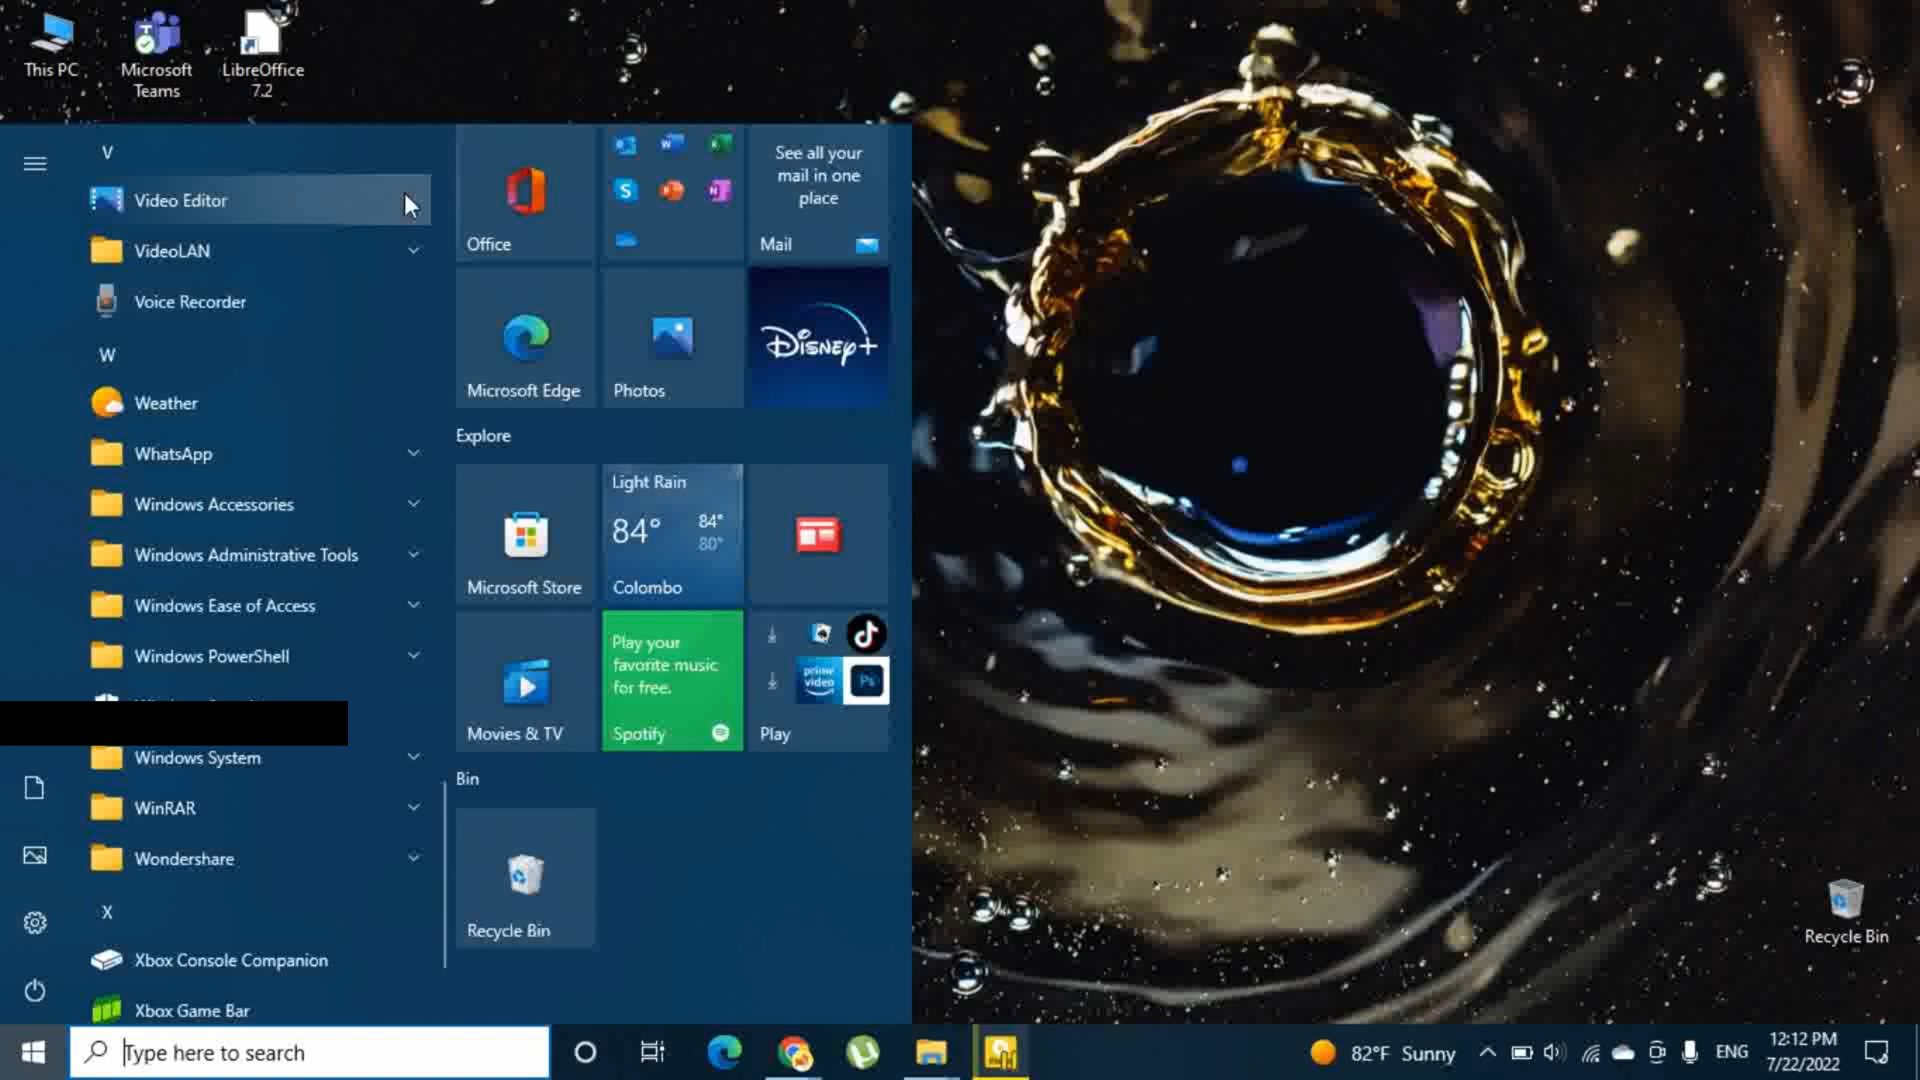 This PC
Microsoft
Teams
LibreOffice
7.2
V
Video Editor
VideoLAN
Voice Recorder
W
Weather
WhatsApp
Windows Accessories
Windows Administrative Tools
Windows Ease of Access
Windows PowerShell
Windows System
WinRAR
Wondershare
X
Xbox Console Companion
Xbox Game Bar
Office
See all your
mail in one
place
Mail
Microsoft Edge
Photos
Disney+
Explore
Microsoft Store
Light Rain
84°
84°
80°
Colombo
Movies & TV
Play your
favorite music
for free.
Spotify
prime
video
Ps
Play
Bin
Recycle Bin
Recycle Bin
Type here to search
82°F Sunny
ENG
12:12 PM
7/22/2022